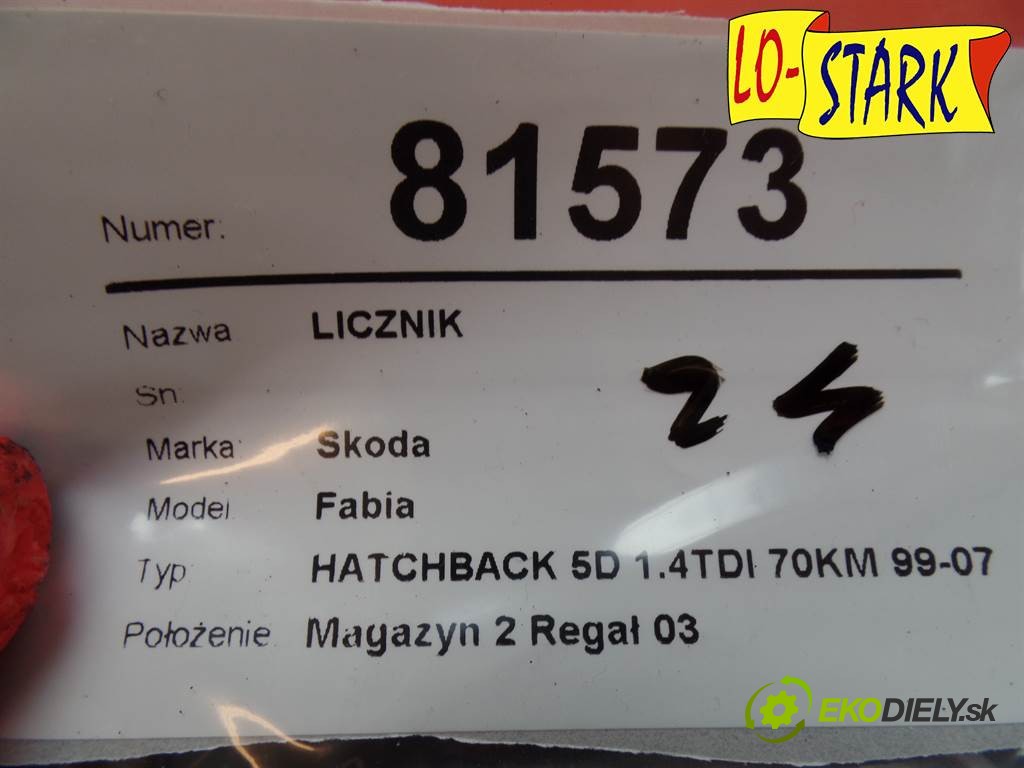 LO-STARK
Numer: 81573
Nazwa LICZNIK
Sn:
Marka: Skoda
Model Fabia
Typ: HATCHBACK 5D 1.4TDI 70KM 99-07
Położenie: Magazyn 2 Regał 03
EKODIELY.sk